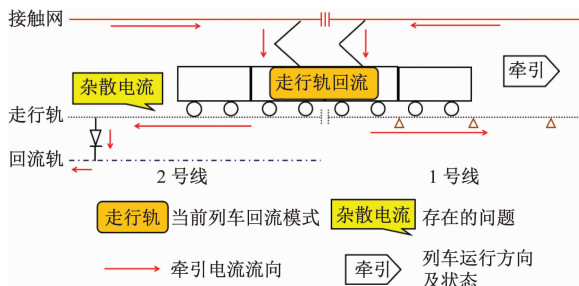 接触网
杂散电流
走行轨回流
牵引
走行轨
回流轨
2号线
1号线
走行轨
当前列车回流模式
杂散电流
存在的问题
牵引电流流向
牵引
列车运行方向
及状态